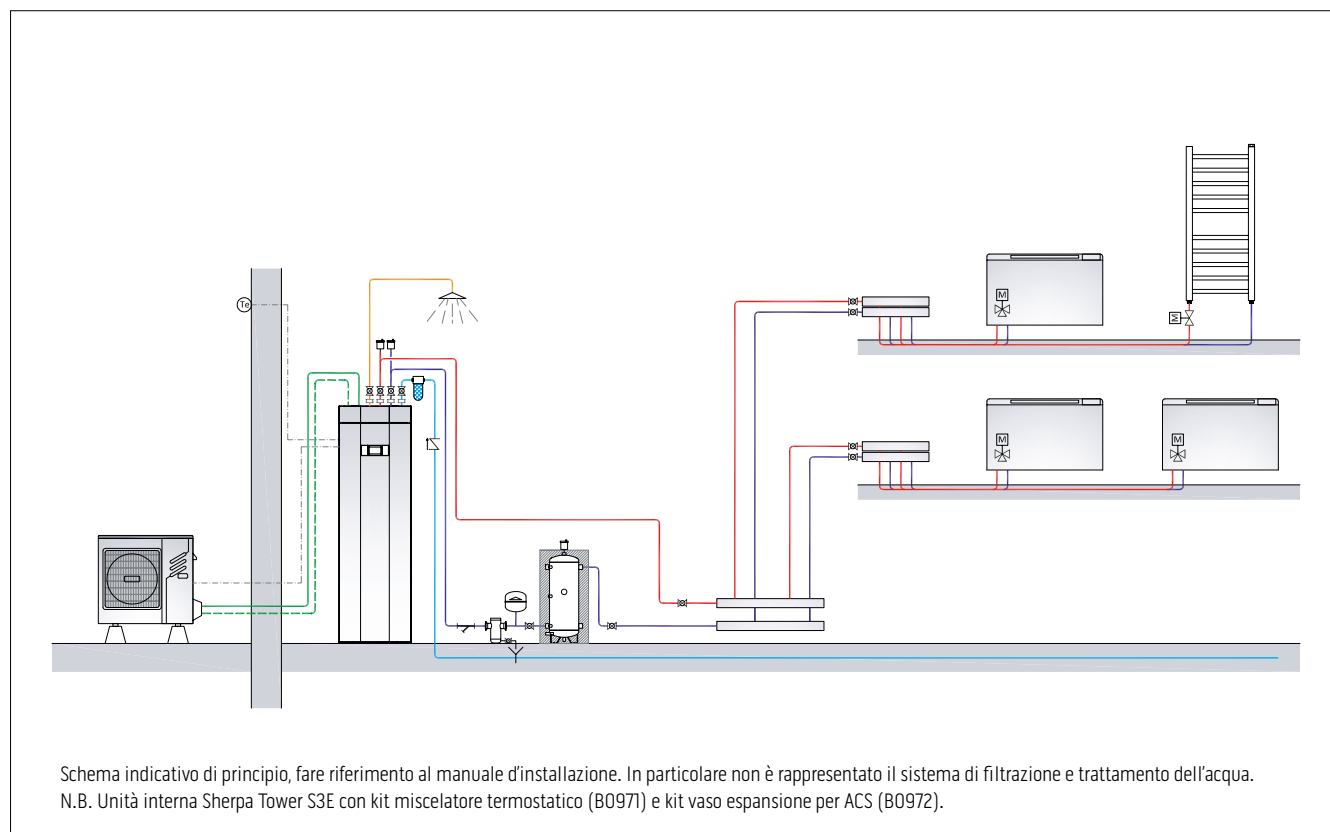 Te
M
M
M
M
Schema indicativo di principio, fare riferimento al manuale d'installazione. In particolare non è rappresentato il sistema di filtrazione e trattamento dell'acqua.
N.B. Unità interna Sherpa Tower S3E con kit miscelatore termostatico (B0971) e kit vaso espansione per ACS (B0972).